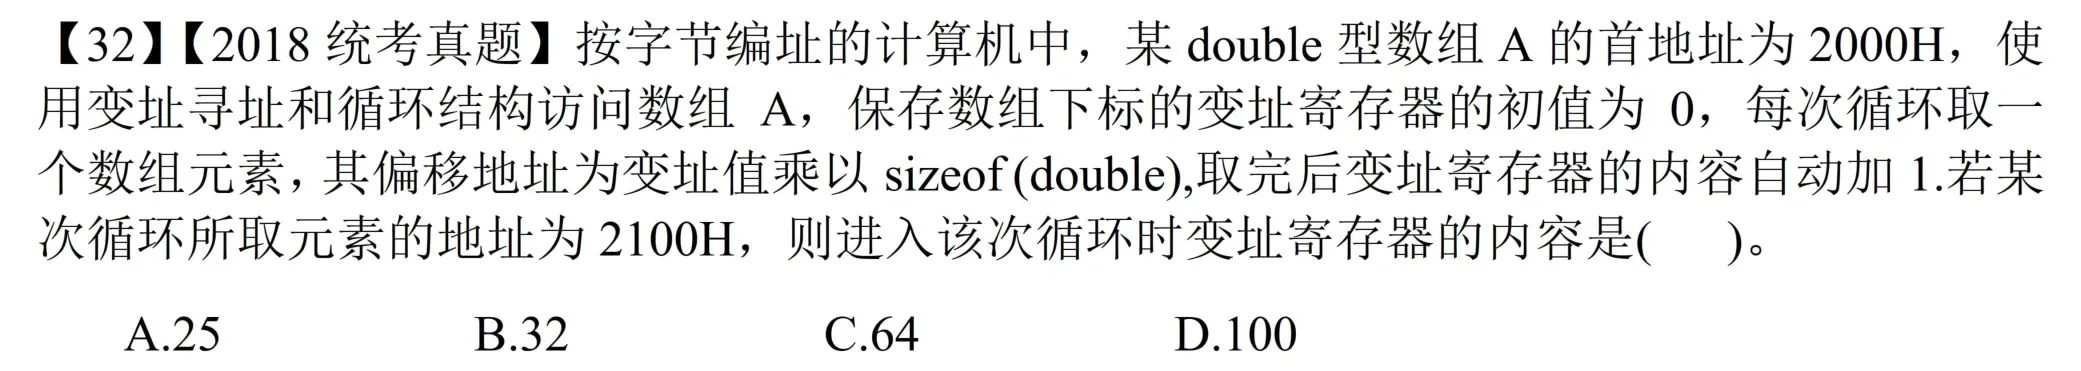 【32】【2018 统考真题】按字节编址的计算机中，某 double 型数组 A 的首地址为 2000H，使
用变址寻址和循环结构访问数组 A，保存数组下标的变址寄存器的初值为 0，每次循环取一
个数组元素，其偏移地址为变址值乘以 sizeof (double),取完后变址寄存器的内容自动加 1.若某
次循环所取元素的地址为 2100H，则进入该次循环时变址寄存器的内容是( )。
A.25 B.32 C.64 D.100